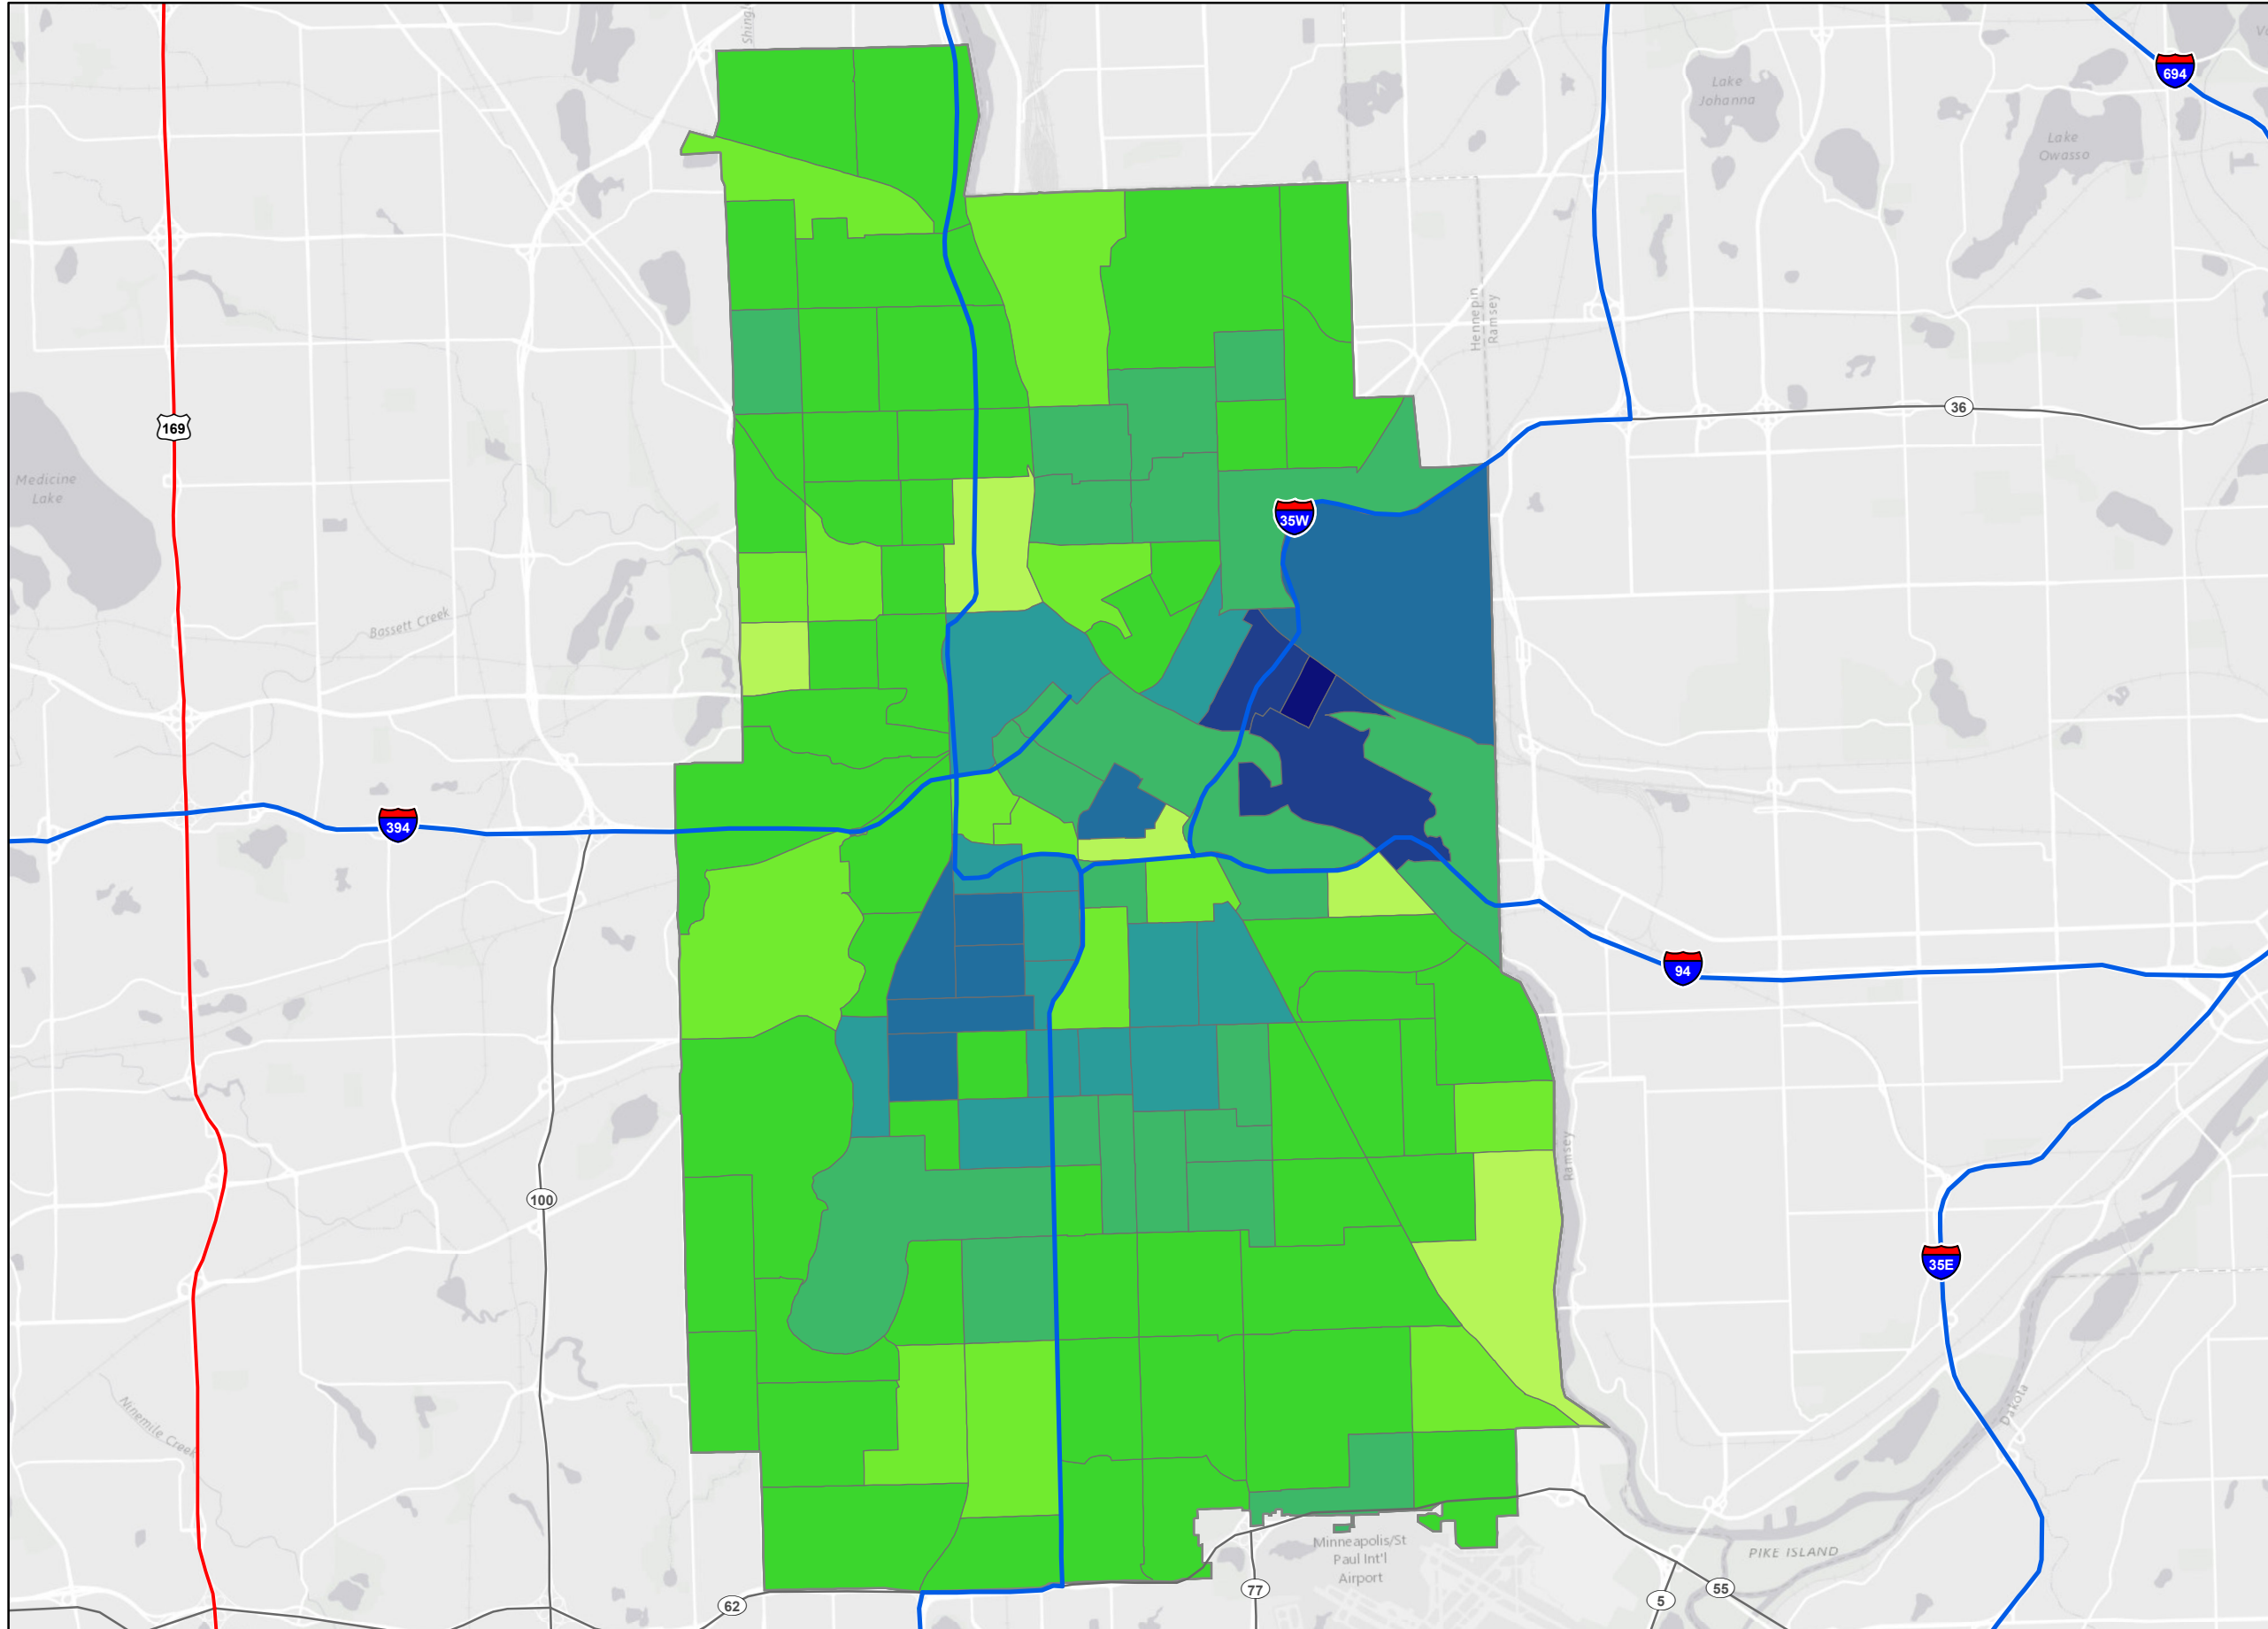 Shingl
694
Lake
Johanna
Lake
Owasso
Hennepin
Ramsey
36
169
Medicine
Lake
35W
Bassett Creek
394
94
100
Ramsey
35E
Dakota
Ninemile Creek
Minneapolis/St
Paul Int'l
Airport
PIKE ISLAND
62
77
5
55